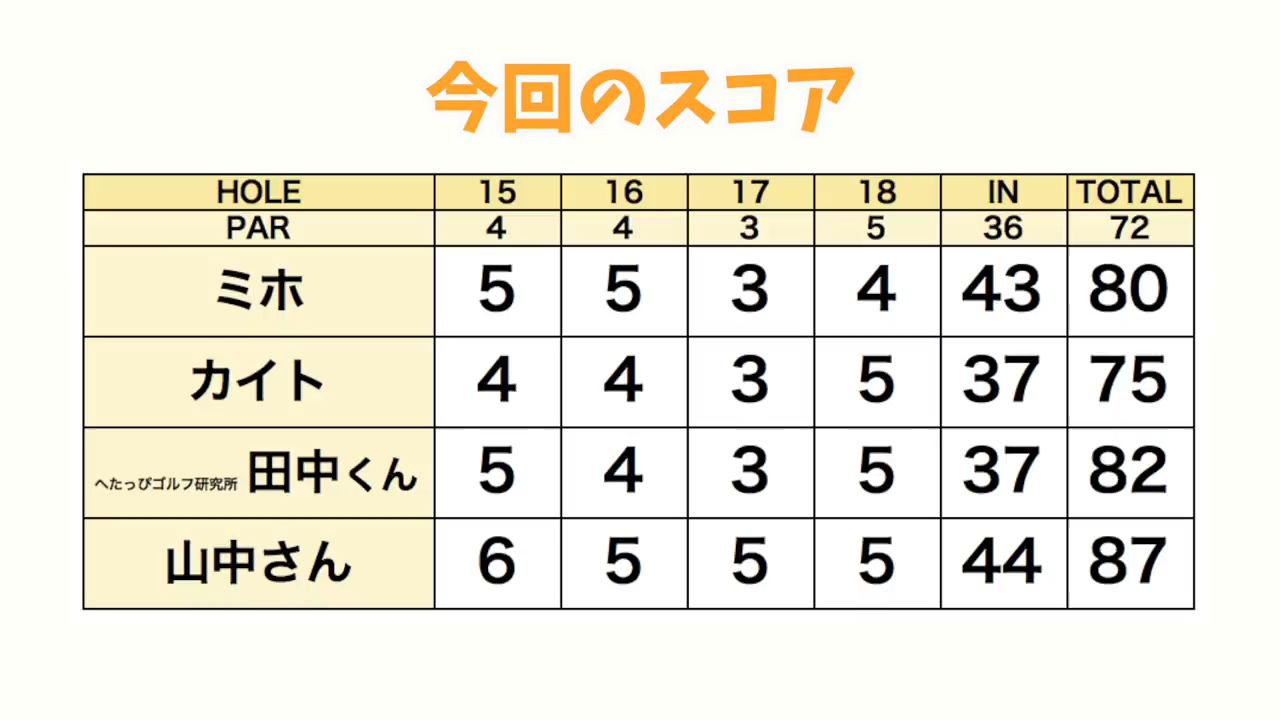 今回のスコア
HOLE 15 16 17 18 IN TOTAL
PAR 4 4 3 5 36 72
ミホ 5 5 3 4 43 80
カイト 4 4 3 5 37 75
へたっぴゴルフ研究所 田中くん 5 4 3 5 37 82
山中さん 6 5 5 5 44 87